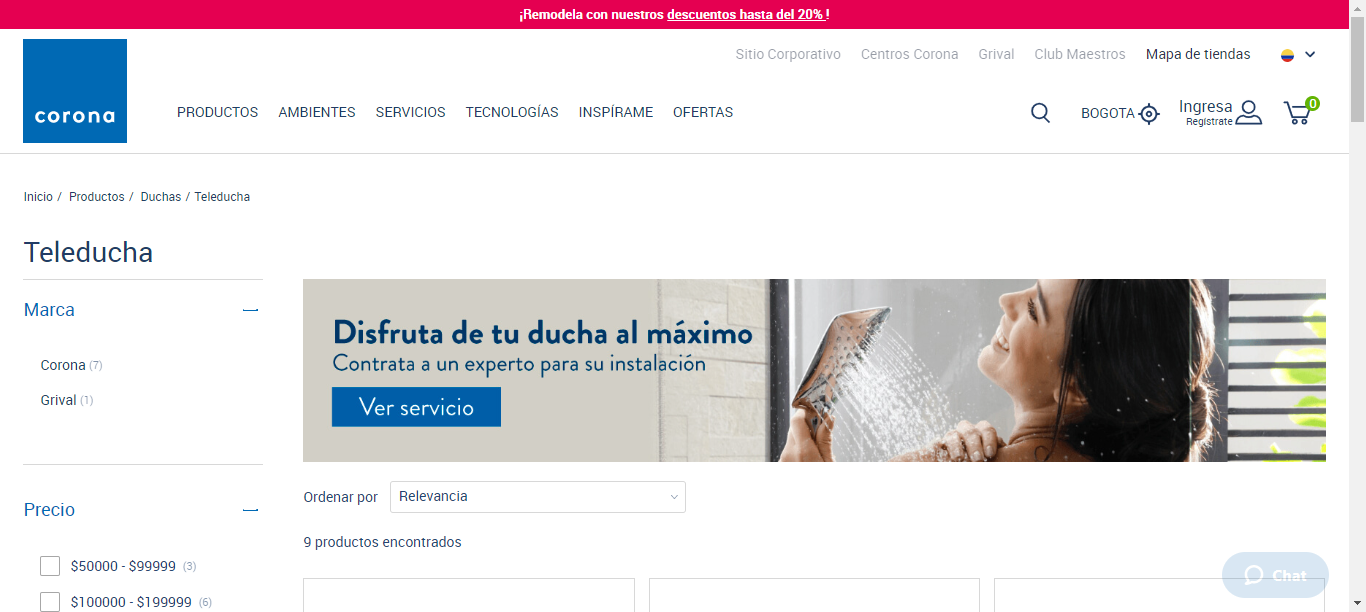 ¡Remodela con nuestros descuentos hasta del 20% !
Sitio Corporativo Centros Corona Grival Club Maestros Mapa de tiendas
corona
PRODUCTOS AMBIENTES SERVICIOS TECNOLOGÍAS INSPÍRAME OFERTAS
BOGOTA
Ingresa
Regístrate
0
Inicio / Productos / Duchas / Teleducha
Teleducha
Marca
Corona (7)
Grival (1)
Precio
$50000 - $99999 (3)
$100000 - $199999 (6)
Disfruta de tu ducha al máximo
Contrata a un experto para su instalación
Ver servicio
Ordenar por Relevancia
9 productos encontrados
Chat